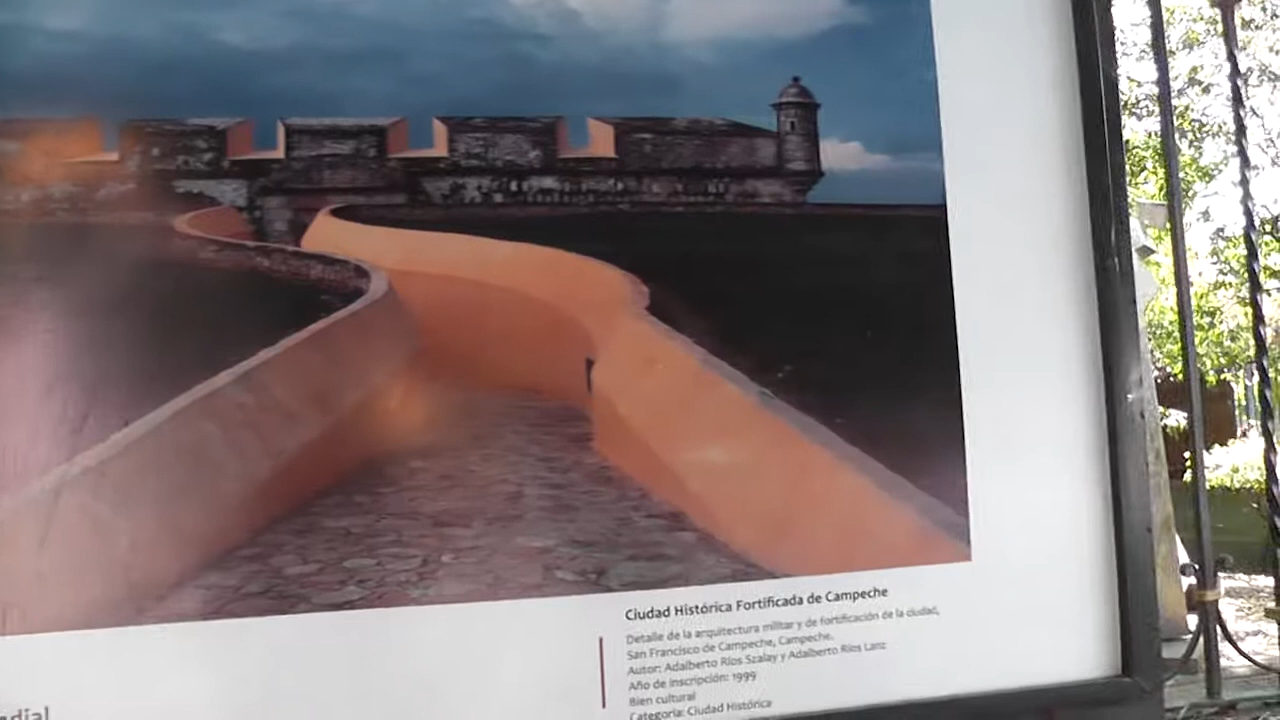 Ciudad Histórica Fortificada de Campeche
Detalle de la arquitectura militar y de fortificación de la ciudad,
San Francisco de Campeche, Campeche.
Autor: Adalberto Ríos Szalay y Adalberto Ríos Lanz
Año de inscripción: 1999
Bien cultural
Categoría: Ciudad Histórica